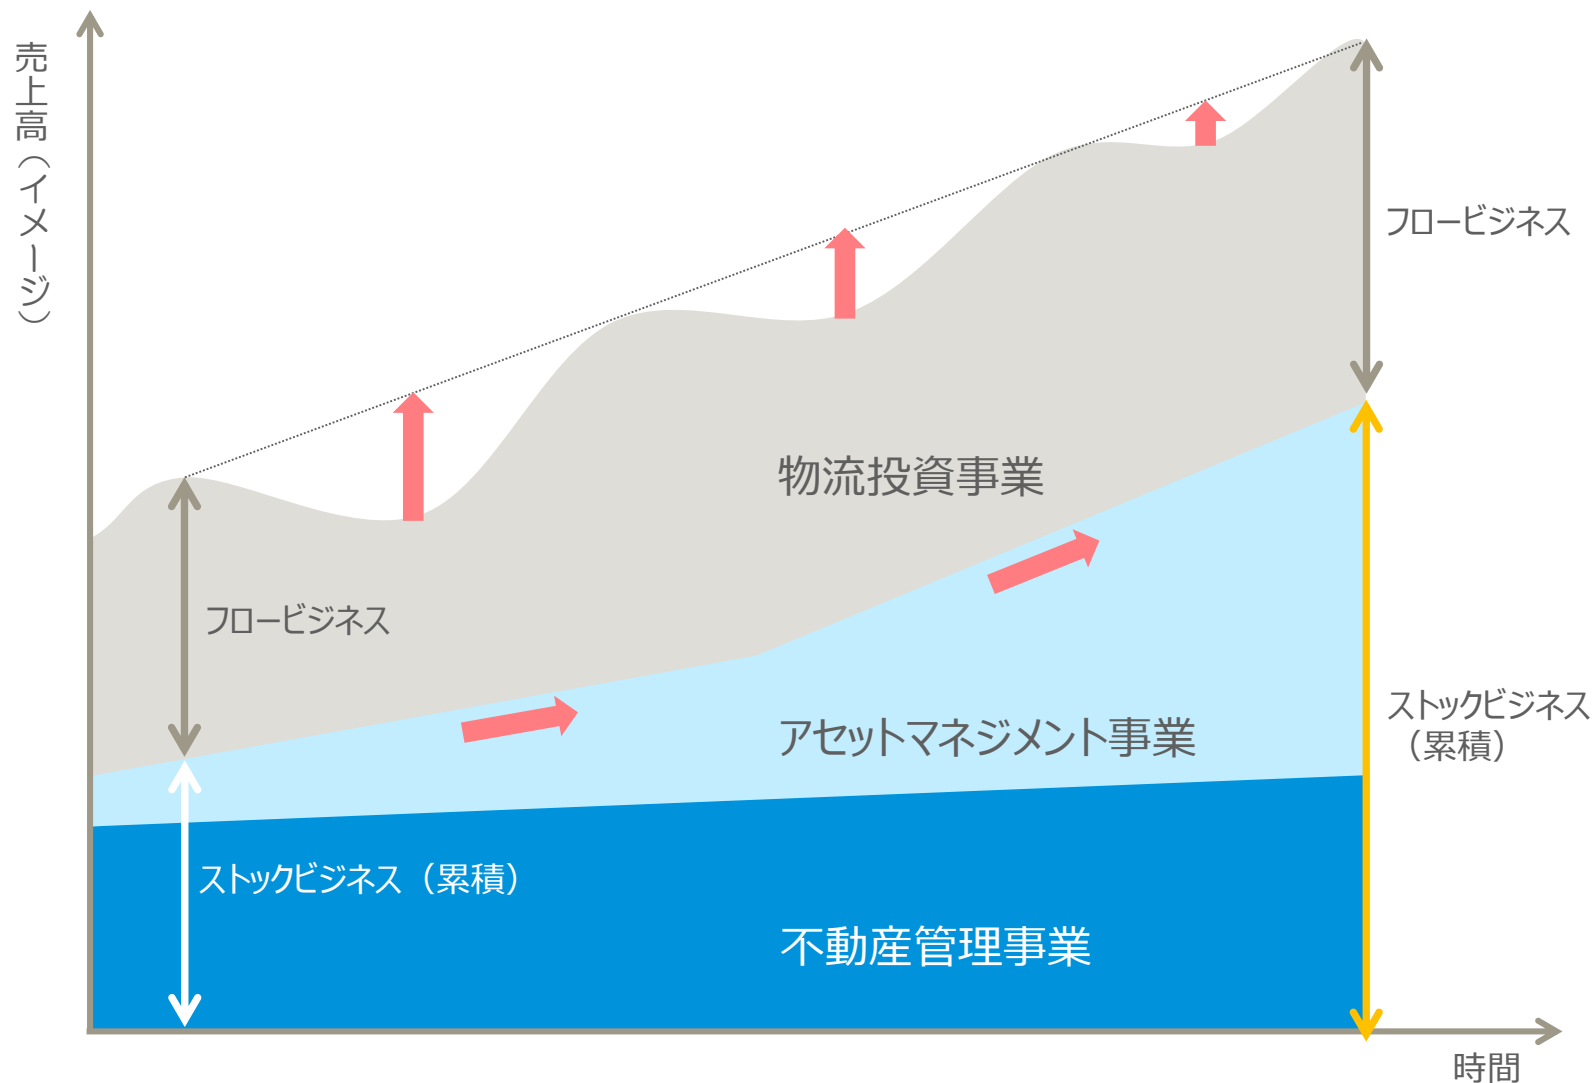 売上高（イメージ）
フロービジネス
物流投資事業
フロービジネス
ストックビジネス
（累積）
アセットマネジメント事業
ストックビジネス（累積）
不動産管理事業
時間